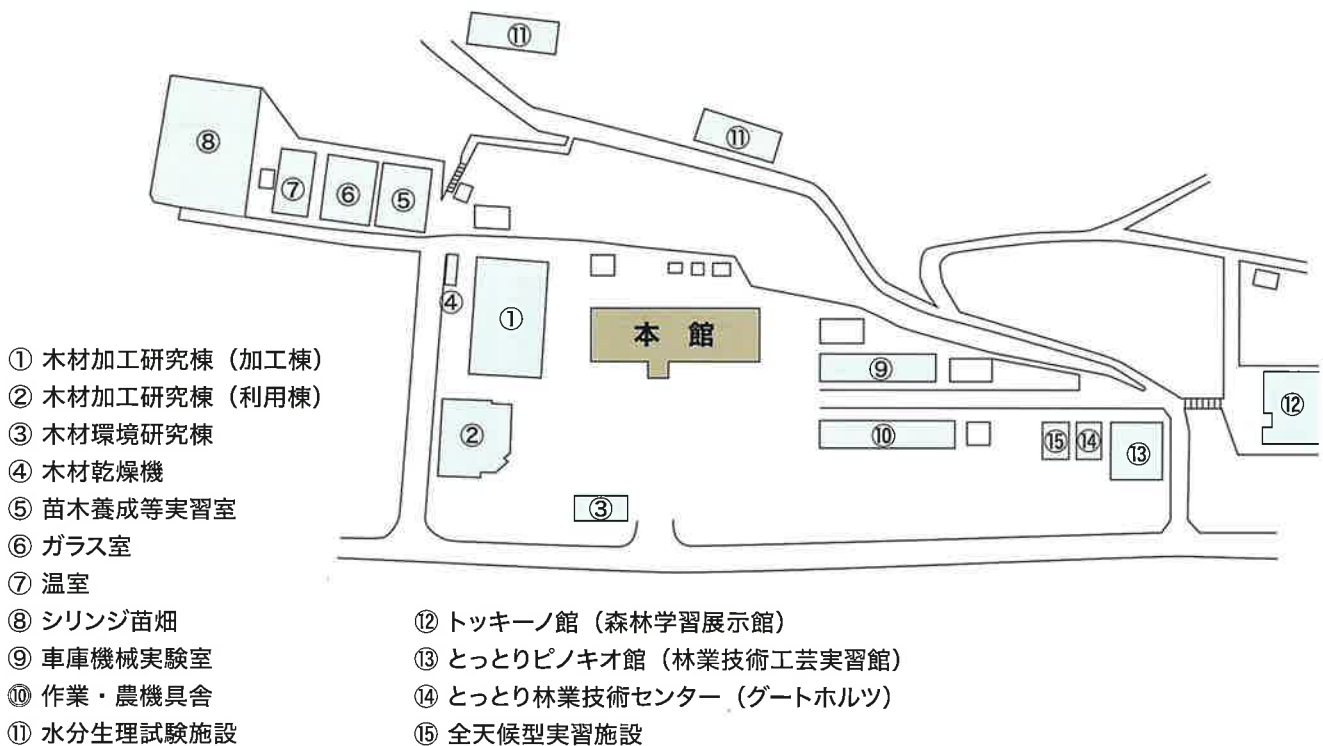 ⑪
⑪
⑧
⑦
⑥
⑤
④
①
本館
⑨
⑫
②
⑩
⑮
⑭
⑬
③
① 木材加工研究棟（加工棟）
② 木材加工研究棟（利用棟）
③ 木材環境研究棟
④ 木材乾燥機
⑤ 苗木養成等実習室
⑥ ガラス室
⑦ 温室
⑧ シリンジ苗畑
⑨ 車庫機械実験室
⑩ 作業・農機具舎
⑪ 水分生理試験施設
⑫ トッキーノ館（森林学習展示館）
⑬ とっとりピノキオ館（林業技術工芸実習館）
⑭ とっとり林業技術センター（グートホルツ）
⑮ 全天候型実習施設